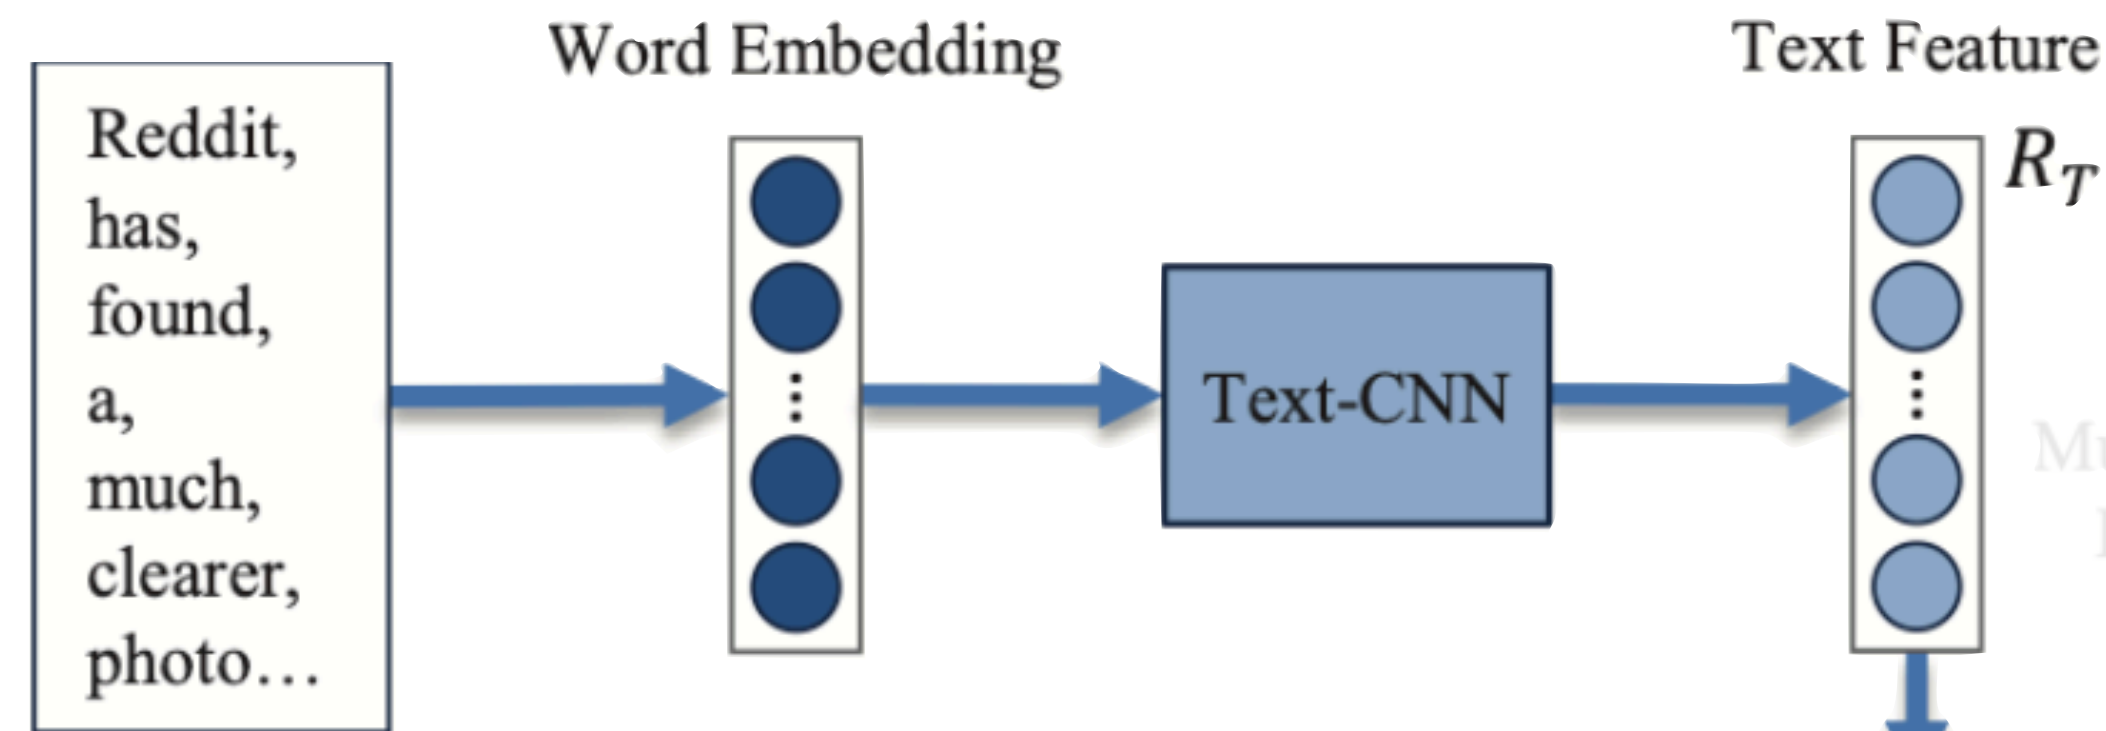 Word Embedding
Text Feature
R_T
Reddit,
has,
found,
a,
much,
clearer,
photo…
Text-CNN